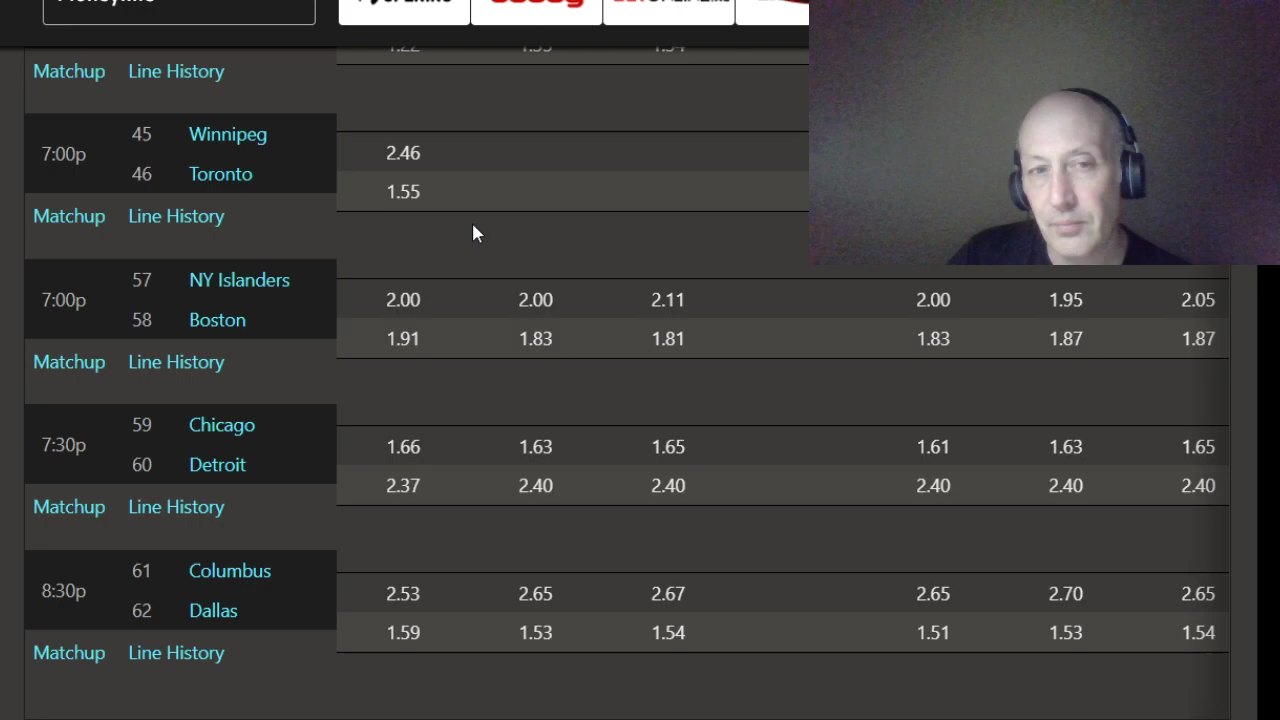 Matchup Line History
7:00p 45 Winnipeg 2.46
46 Toronto 1.55
Matchup Line History
7:00p 57 NY Islanders 2.00 2.00 2.11 2.00 1.95 2.05
58 Boston 1.91 1.83 1.81 1.83 1.87 1.87
Matchup Line History
7:30p 59 Chicago 1.66 1.63 1.65 1.61 1.63 1.65
60 Detroit 2.37 2.40 2.40 2.40 2.40 2.40
Matchup Line History
8:30p 61 Columbus 2.53 2.65 2.67 2.65 2.70 2.65
62 Dallas 1.59 1.53 1.54 1.51 1.53 1.54
Matchup Line History